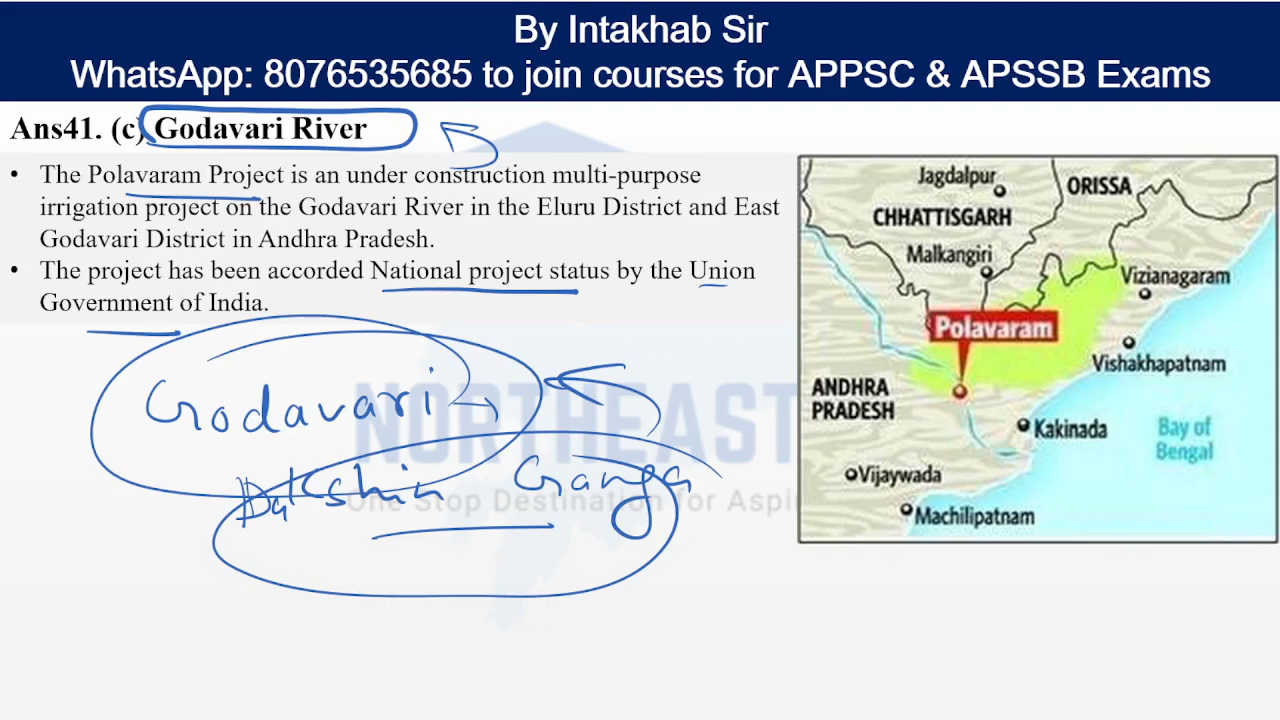 By Intakhab Sir
WhatsApp: 8076535685 to join courses for APPSC & APSSB Exams
Ans41. (c) Godavari River
• The Polavaram Project is an under construction multi-purpose
irrigation project on the Godavari River in the Eluru District and East
Godavari District in Andhra Pradesh.
• The project has been accorded National project status by the Union
Government of India.
Godavari →
Dakshin Ganga
NORTHEAST
One Stop Destination for Aspi
Jagdalpur
ORISSA
CHHATTISGARH
Malkangiri
Vizianagaram
Polavaram
Vishakhapatnam
ANDHRA
PRADESH
Kakinada
Bay of
Bengal
Vijaywada
Machilipatnam